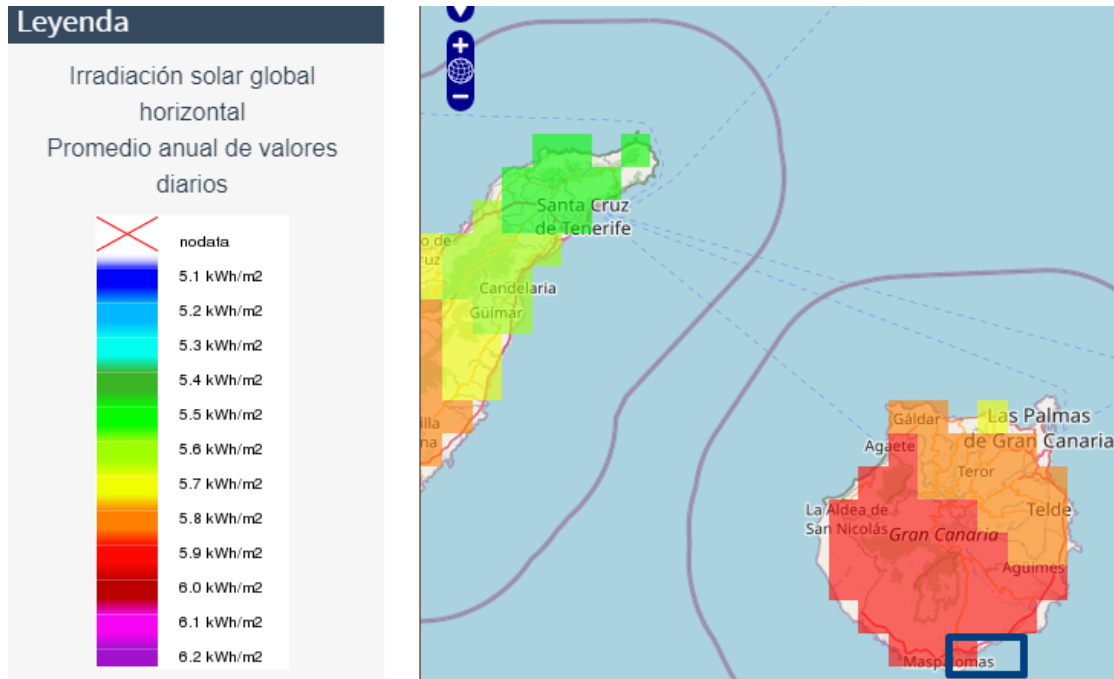 Leyenda
Irradiación solar global
horizontal
Promedio anual de valores
diarios
nodata
5.1 kWh/m2
5.2 kWh/m2
5.3 kWh/m2
5.4 kWh/m2
5.5 kWh/m2
5.6 kWh/m2
5.7 kWh/m2
5.8 kWh/m2
5.9 kWh/m2
6.0 kWh/m2
6.1 kWh/m2
6.2 kWh/m2
+
−
Santa Cruz
de Tenerife
o de
ruz
Candelaria
Güímar
illa
na
Gáldar
Las Palmas
de Gran Canaria
Agaete
Teror
La Aldea de
San Nicolás
Telde
Gran Canaria
Agüimes
Maspalomas